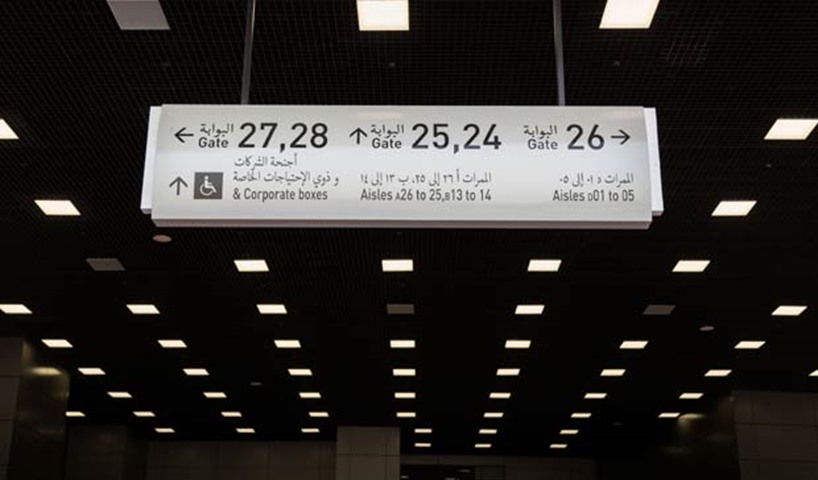 ← البوابة Gate 27,28
↑ البوابة Gate 25,24
البوابة Gate 26 →
أجنحة الشركات
و ذوي الإحتياجات الخاصة
↑ & Corporate boxes
الممرات أ ٢٦ إلى ٢٥، ب ١٣ إلى ١٤
Aisles A26 to 25,B13 to 14
الممرات د ٠١ إلى ٠٥
Aisles D01 to 05